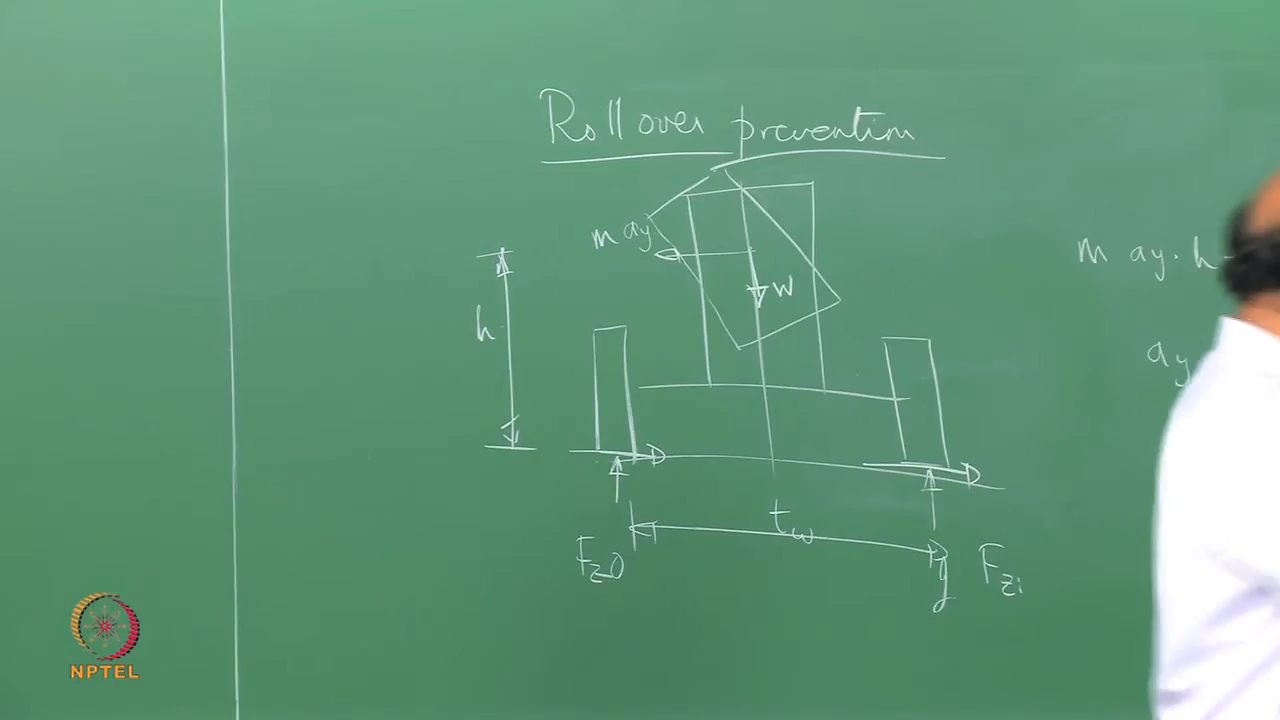 Rollover prevention
m ay
m ay. h
W
h
ay
tw
Fzo
Fzi
NPTEL